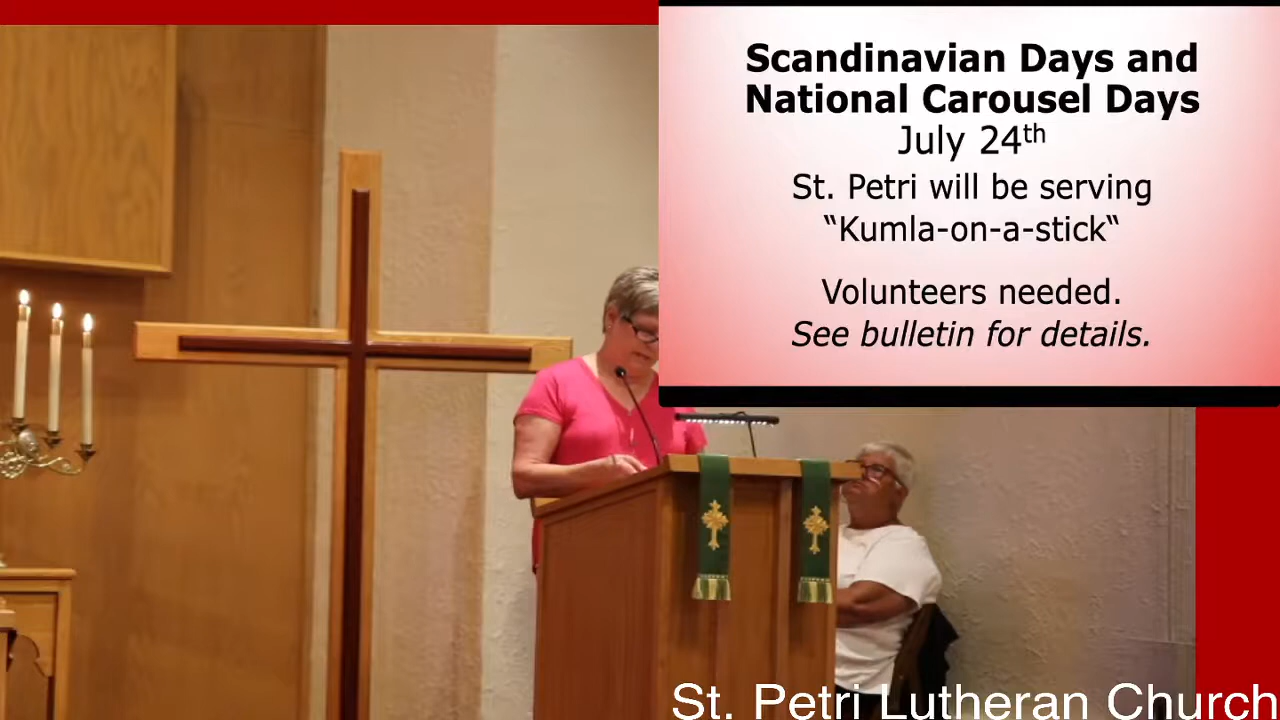 Scandinavian Days and
National Carousel Days
July 24th
St. Petri will be serving
“Kumla-on-a-stick“
Volunteers needed.
See bulletin for details.
St. Petri Lutheran Church